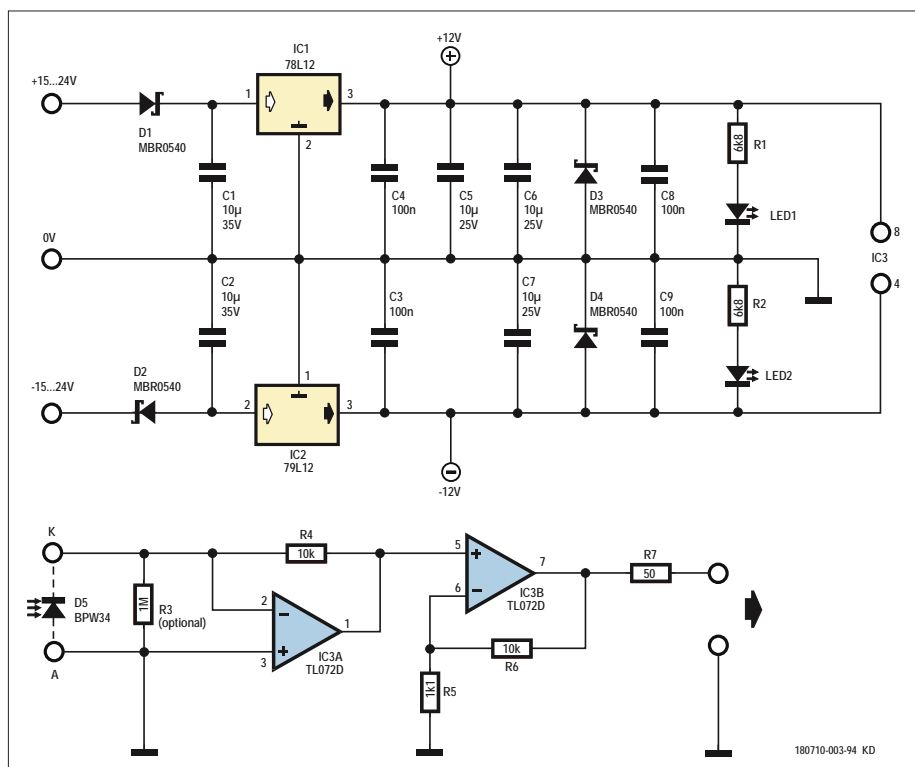 IC1
78L12
+12V
+15...24V
1
3
2
D1
MBR0540
C1
10µ
35V
C4
100n
C5
10µ
25V
C6
10µ
25V
D3
MBR0540
C8
100n
6k8
R1
LED1
0V
8
IC3
4
C2
10µ
35V
C3
100n
C7
10µ
25V
D4
MBR0540
C9
100n
6k8
R2
LED2
D2
MBR0540
-15...24V
1
2
3
IC2
79L12
-12V
K
R4
10k
D5
BPW34
1M
R3
(optional)
A
2
3
1
IC3A
TL072D
5
6
7
IC3B
TL072D
R7
50
10k
R6
1k1
R5
180710-003-94 KD